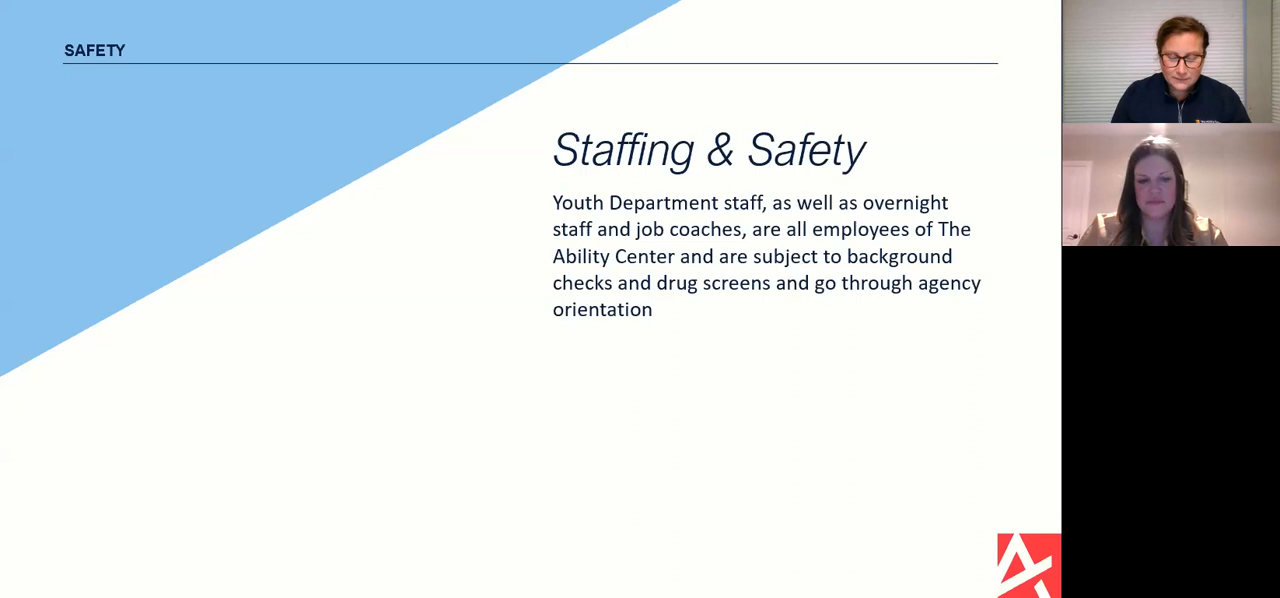 SAFETY
Staffing & Safety
Youth Department staff, as well as overnight
staff and job coaches, are all employees of The
Ability Center and are subject to background
checks and drug screens and go through agency
orientation